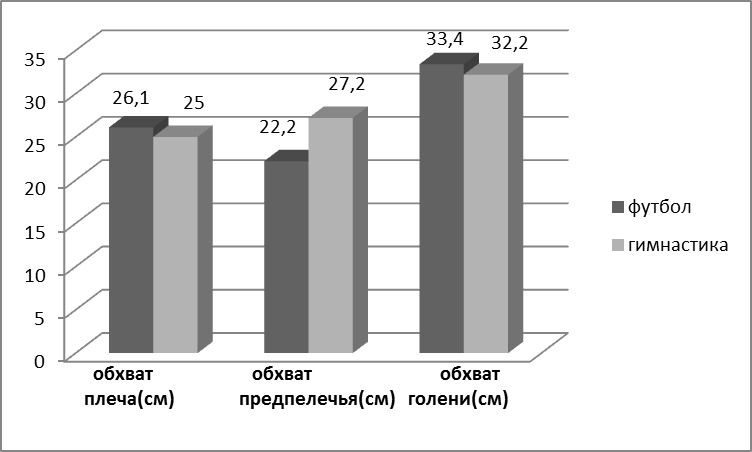 33,4
32,2
35
30
26,1
25
22,2
27,2
25
20
15
10
5
0
футбол
гимнастика
обхват
плеча(см)
обхват
предпелечья(см)
обхват
голени(см)